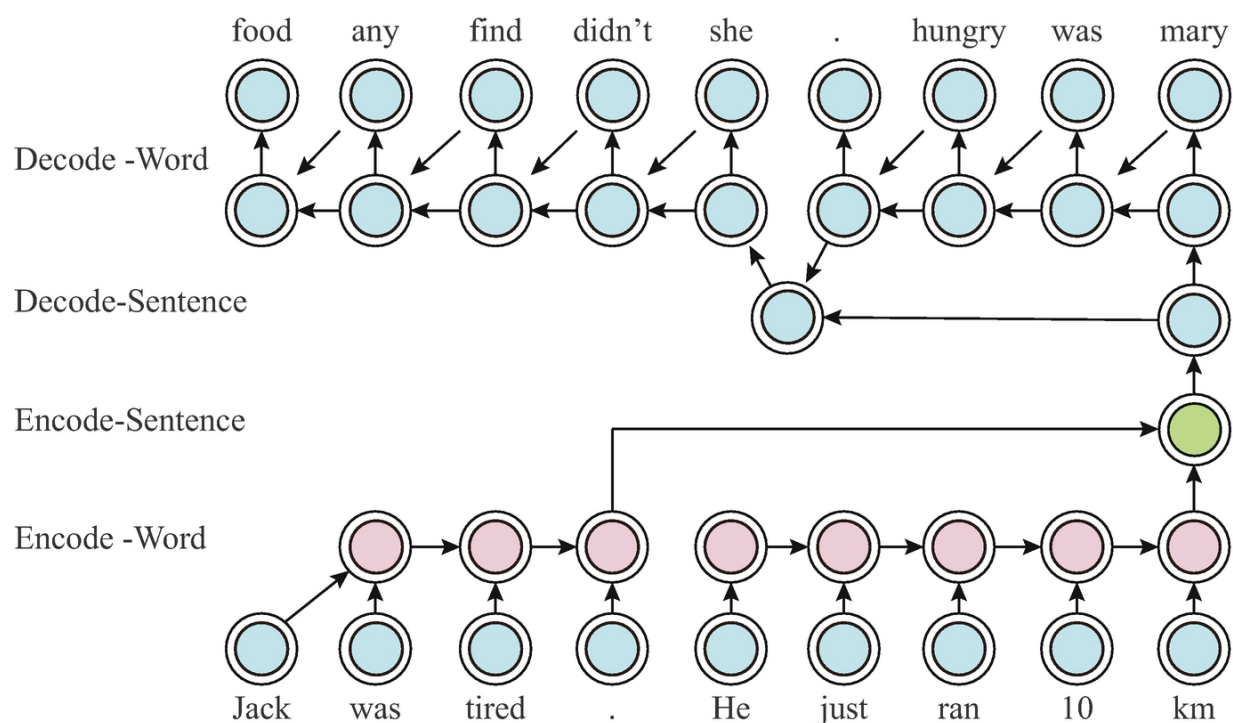 food any find didn't she . hungry was mary
Decode -Word
Decode-Sentence
Encode-Sentence
Encode -Word
Jack was tired . He just ran 10 km